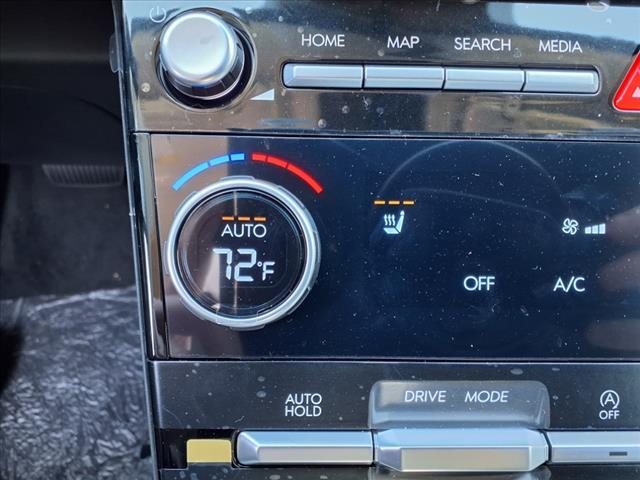 HOME MAP SEARCH MEDIA
AUTO
72°F
OFF A/C
AUTO HOLD
DRIVE MODE
A
OFF